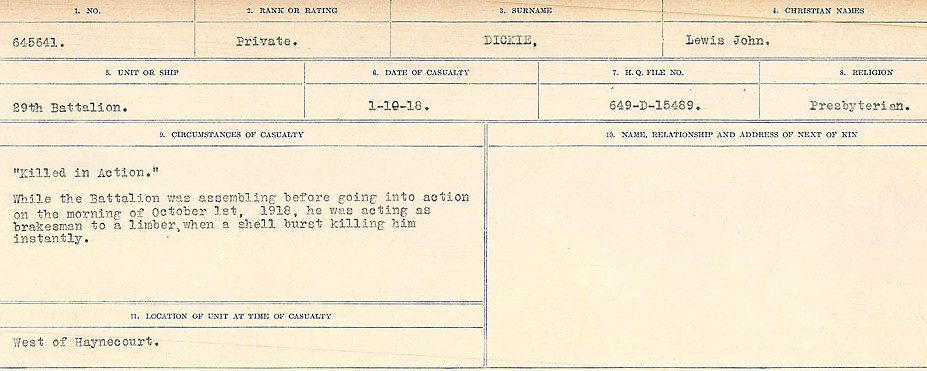 1. NO. 2. RANK OR RATING 3. SURNAME 4. CHRISTIAN NAMES
645641. Private. DICKIE, Lewis John.
5. UNIT OR SHIP 6. DATE OF CASUALTY 7. H. Q. FILE NO. 8. RELIGION
29th Battalion. 1-10-18. 649-D-15489. Presbyterian.
9. CIRCUMSTANCES OF CASUALTY 10. NAME, RELATIONSHIP AND ADDRESS OF NEXT OF KIN
"Killed in Action."
While the Battalion was assembling before going into action
on the morning of October 1st, 1918, he was acting as
brakesman to a limber, when a shell burst killing him
instantly.
11. LOCATION OF UNIT AT TIME OF CASUALTY
West of Haynecourt.